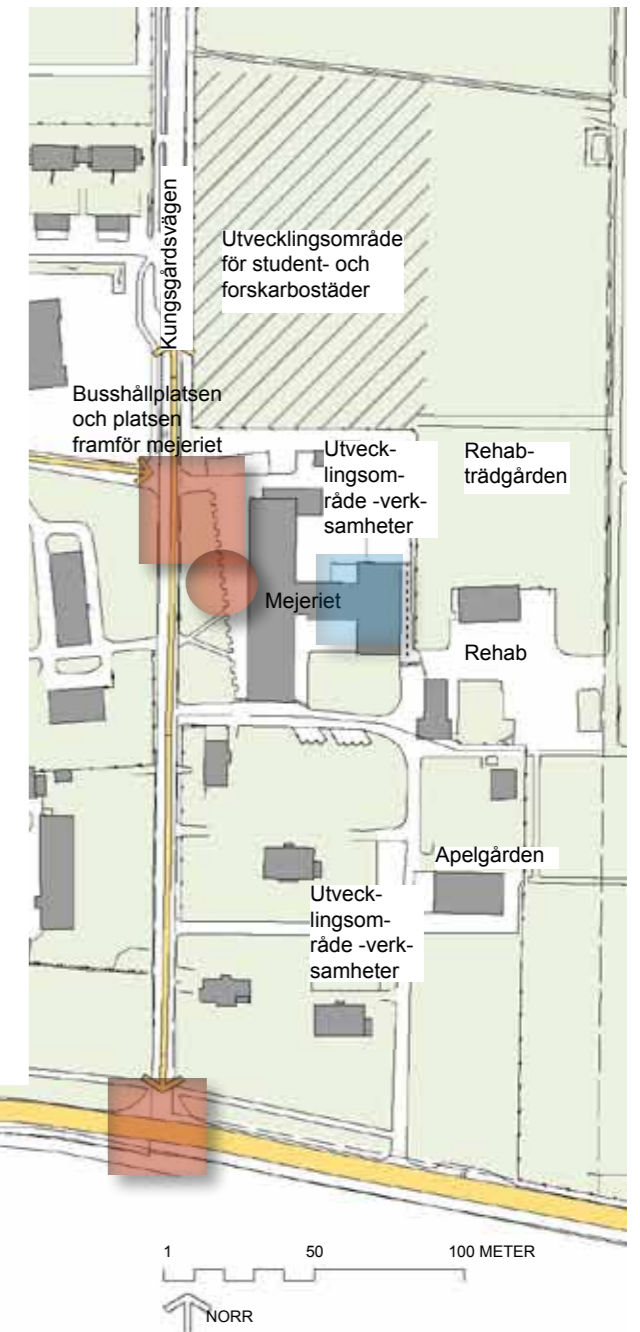 Kungsgårdsvägen
Utvecklingsområde
för student- och
forskarbostäder
Busshållplatsen
och platsen
framför mejeriet
Utveck-
lingsom-
råde -verk-
samheter
Rehab-
trädgården
Mejeriet
Rehab
Apelgården
Utveck-
lingsom-
råde -verk-
samheter
1 50 100 METER
NORR